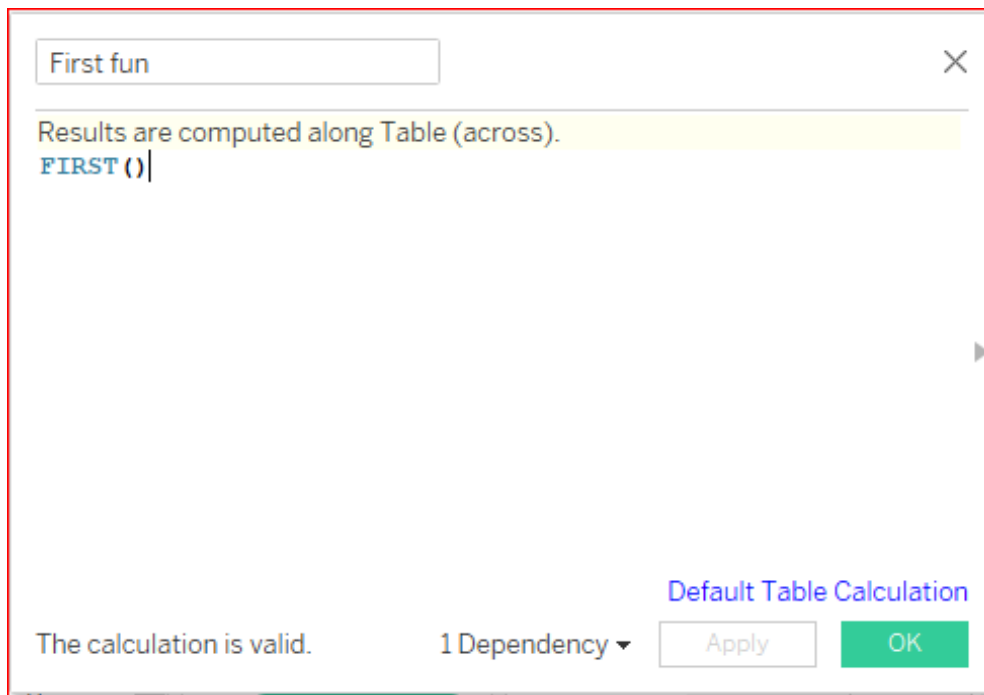 First fun
Results are computed along Table (across).
FIRST()
Default Table Calculation
The calculation is valid. 1 Dependency Apply OK